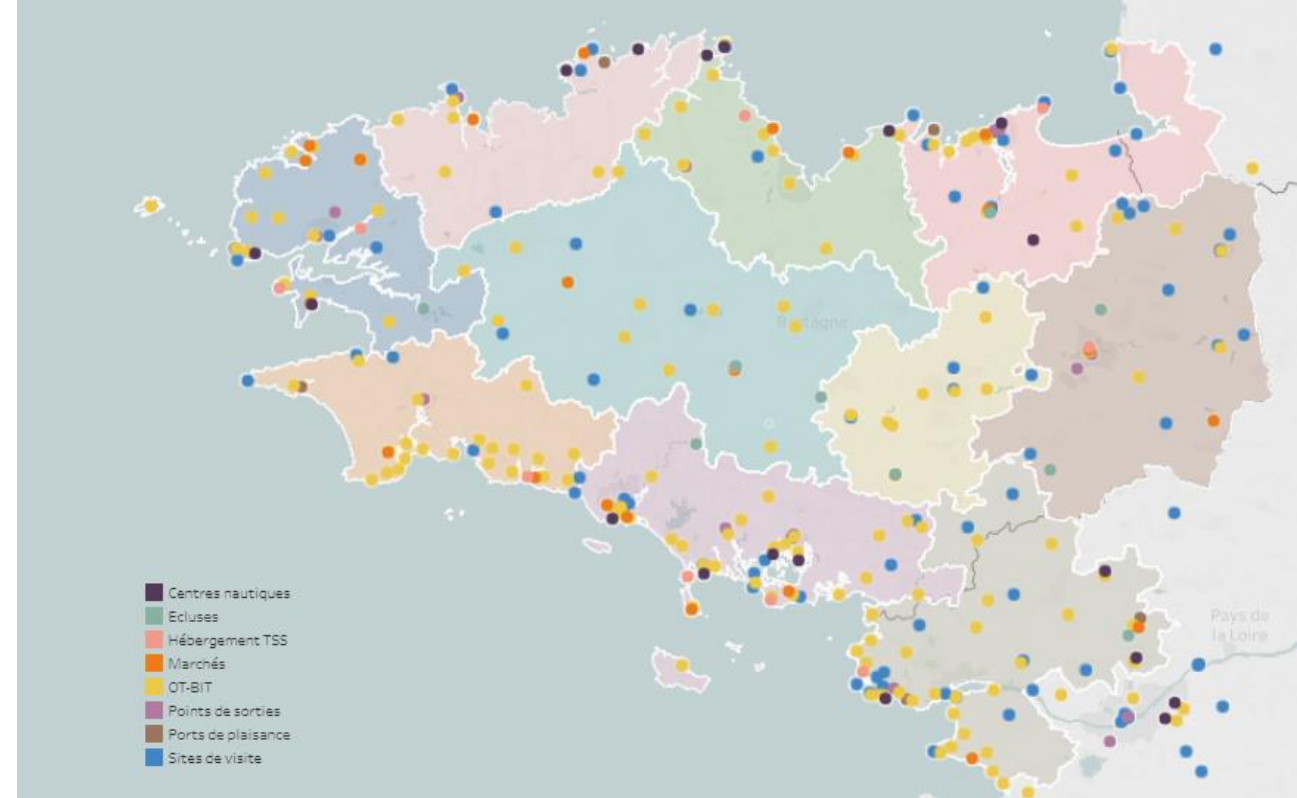 Bretagne
Centres nautiques
Ecluses
Hébergement TSS
Marchés
OT-BIT
Points de sorties
Ports de plaisance
Sites de visite
Pays de
la Loire